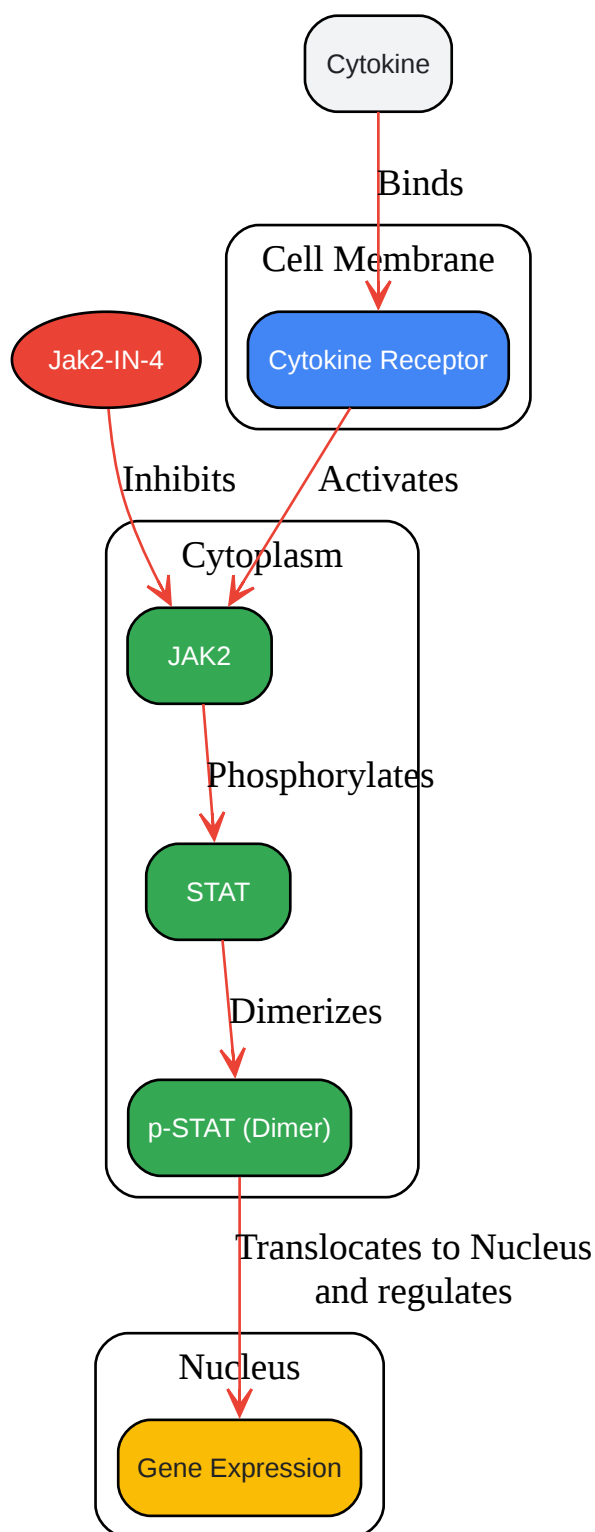 Cytokine
Binds
Cell Membrane
Cytokine Receptor
Jak2-IN-4
Inhibits
Activates
Cytoplasm
JAK2
Phosphorylates
STAT
Dimerizes
p-STAT (Dimer)
Translocates to Nucleus
and regulates
Nucleus
Gene Expression